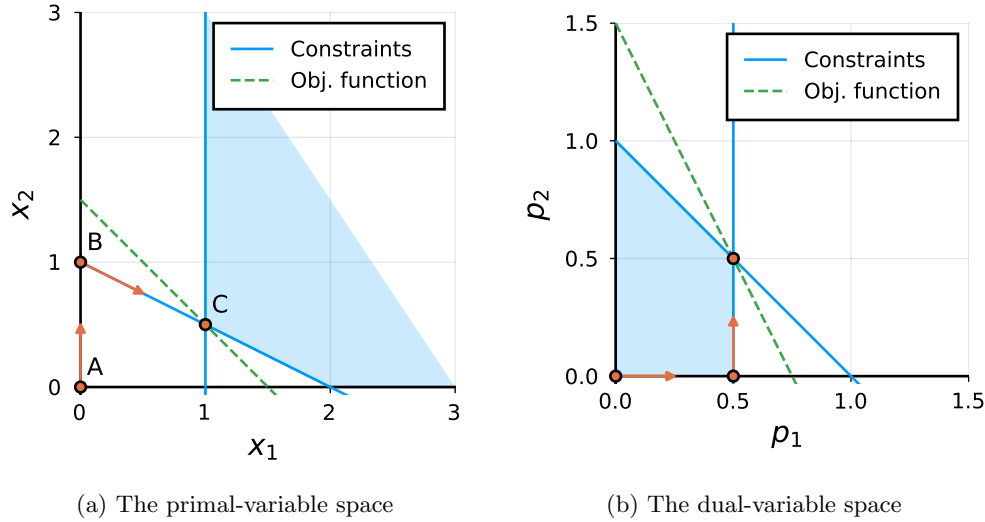 3
2
1
0
x2
B
A
C
Constraints
Obj. function
0
1
2
3
x1
(a) The primal-variable space
1.5
1.0
0.5
0.0
p2
Constraints
Obj. function
0.0
0.5
1.0
1.5
p1
(b) The dual-variable space